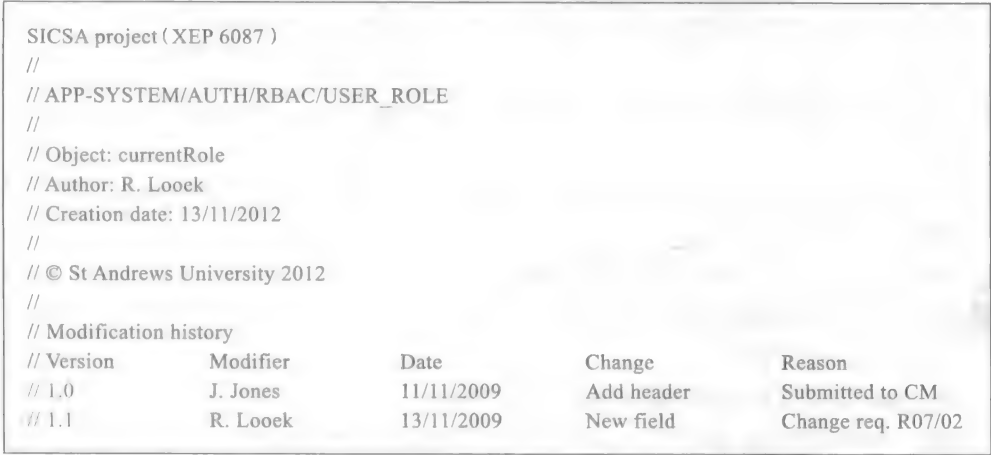 SICSA project ( XEP 6087 )
//
// APP-SYSTEM/AUTH/RBAC/USER_ROLE
//
// Object: currentRole
// Author: R. Looek
// Creation date: 13/11/2012
//
// © St Andrews University 2012
//
// Modification history
// Version Modifier Date Change Reason
// 1.0 J. Jones 11/11/2009 Add header Submitted to CM
// 1.1 R. Looek 13/11/2009 New field Change req. R07/02